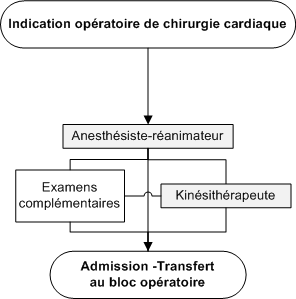 Indication opératoire de chirurgie cardiaque
Anesthésiste-réanimateur
Examens
complémentaires
Kinésithérapeute
Admission -Transfert
au bloc opératoire